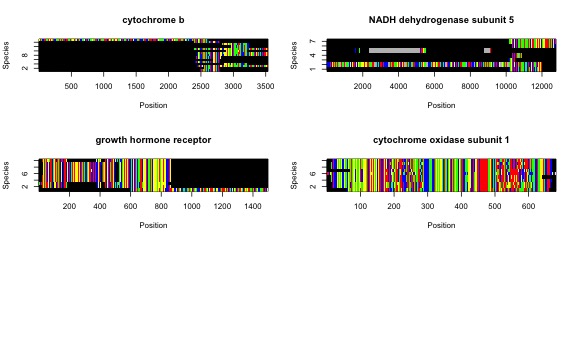 cytochrome b
Species
2
8
500 1000 1500 2000 2500 3000 3500
Position
NADH dehydrogenase subunit 5
Species
1
4
7
2000 4000 6000 8000 10000 12000
Position
growth hormone receptor
Species
2
6
200 400 600 800 1000 1200 1400
Position
cytochrome oxidase subunit 1
Species
2
6
100 200 300 400 500 600
Position